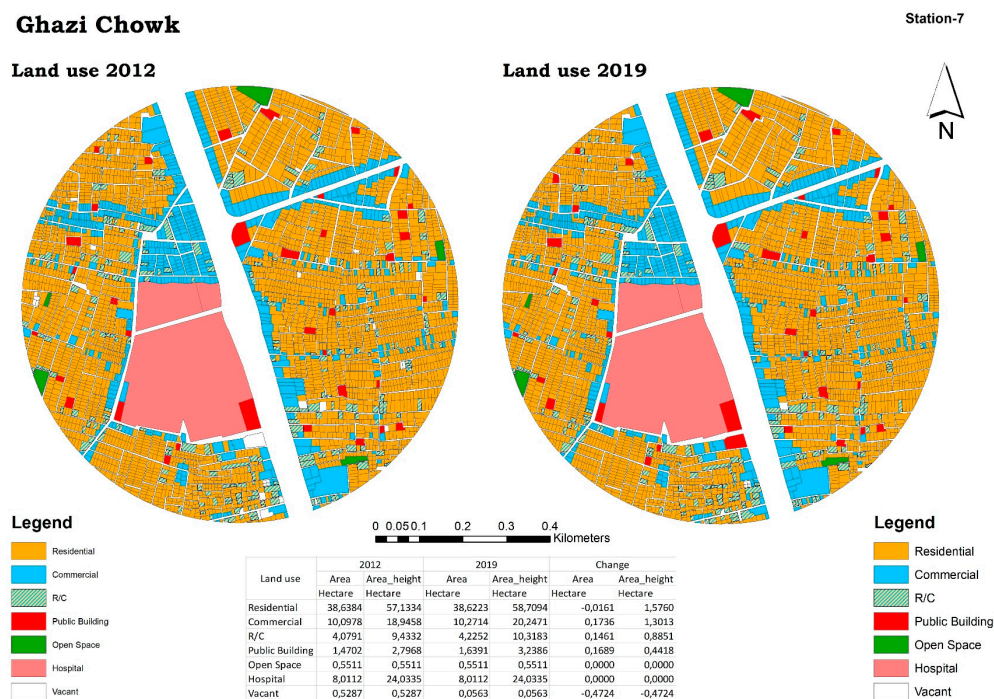 Ghazi Chowk
Station-7
Land use 2012
Land use 2019
N
Legend
Residential
Commercial
R/C
Public Building
Open Space
Hospital
Vacant
0 0.05 0.1 0.2 0.3 0.4
Kilometers
Land use 2012 2019 Change
Area Area_height Area Area_height Area Area_height
Hectare Hectare Hectare Hectare Hectare Hectare
Residential 38,6384 57,1334 38,6223 58,7094 -0,0161 1,5760
Commercial 10,0978 18,9458 10,2714 20,2471 0,1736 1,3013
R/C 4,0791 9,4332 4,2252 10,3183 0,1461 0,8851
Public Building 1,4702 2,7968 1,6391 3,2386 0,1689 0,4418
Open Space 0,5511 0,5511 0,5511 0,5511 0,0000 0,0000
Hospital 8,0112 24,0335 8,0112 24,0335 0,0000 0,0000
Vacant 0,5287 0,5287 0,0563 0,0563 -0,4724 -0,4724
Legend
Residential
Commercial
R/C
Public Building
Open Space
Hospital
Vacant